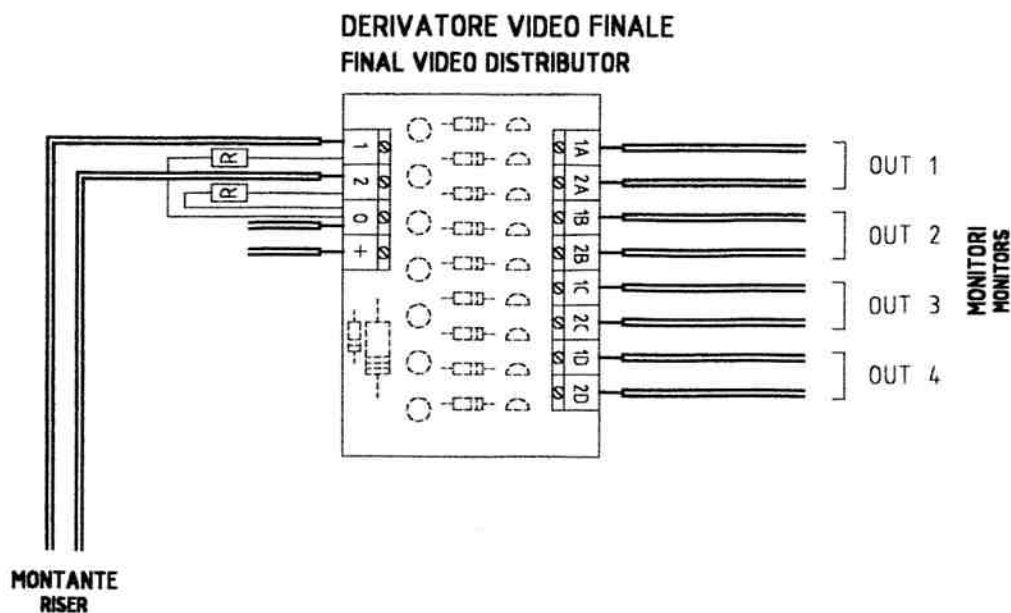 DERIVATORE VIDEO FINALE
FINAL VIDEO DISTRIBUTOR
1
R
2
R
0
+
1A
2A
1B
2B
1C
2C
1D
2D
OUT 1
OUT 2
OUT 3
OUT 4
MONITORI
MONITORS
MONTANTE
RISER